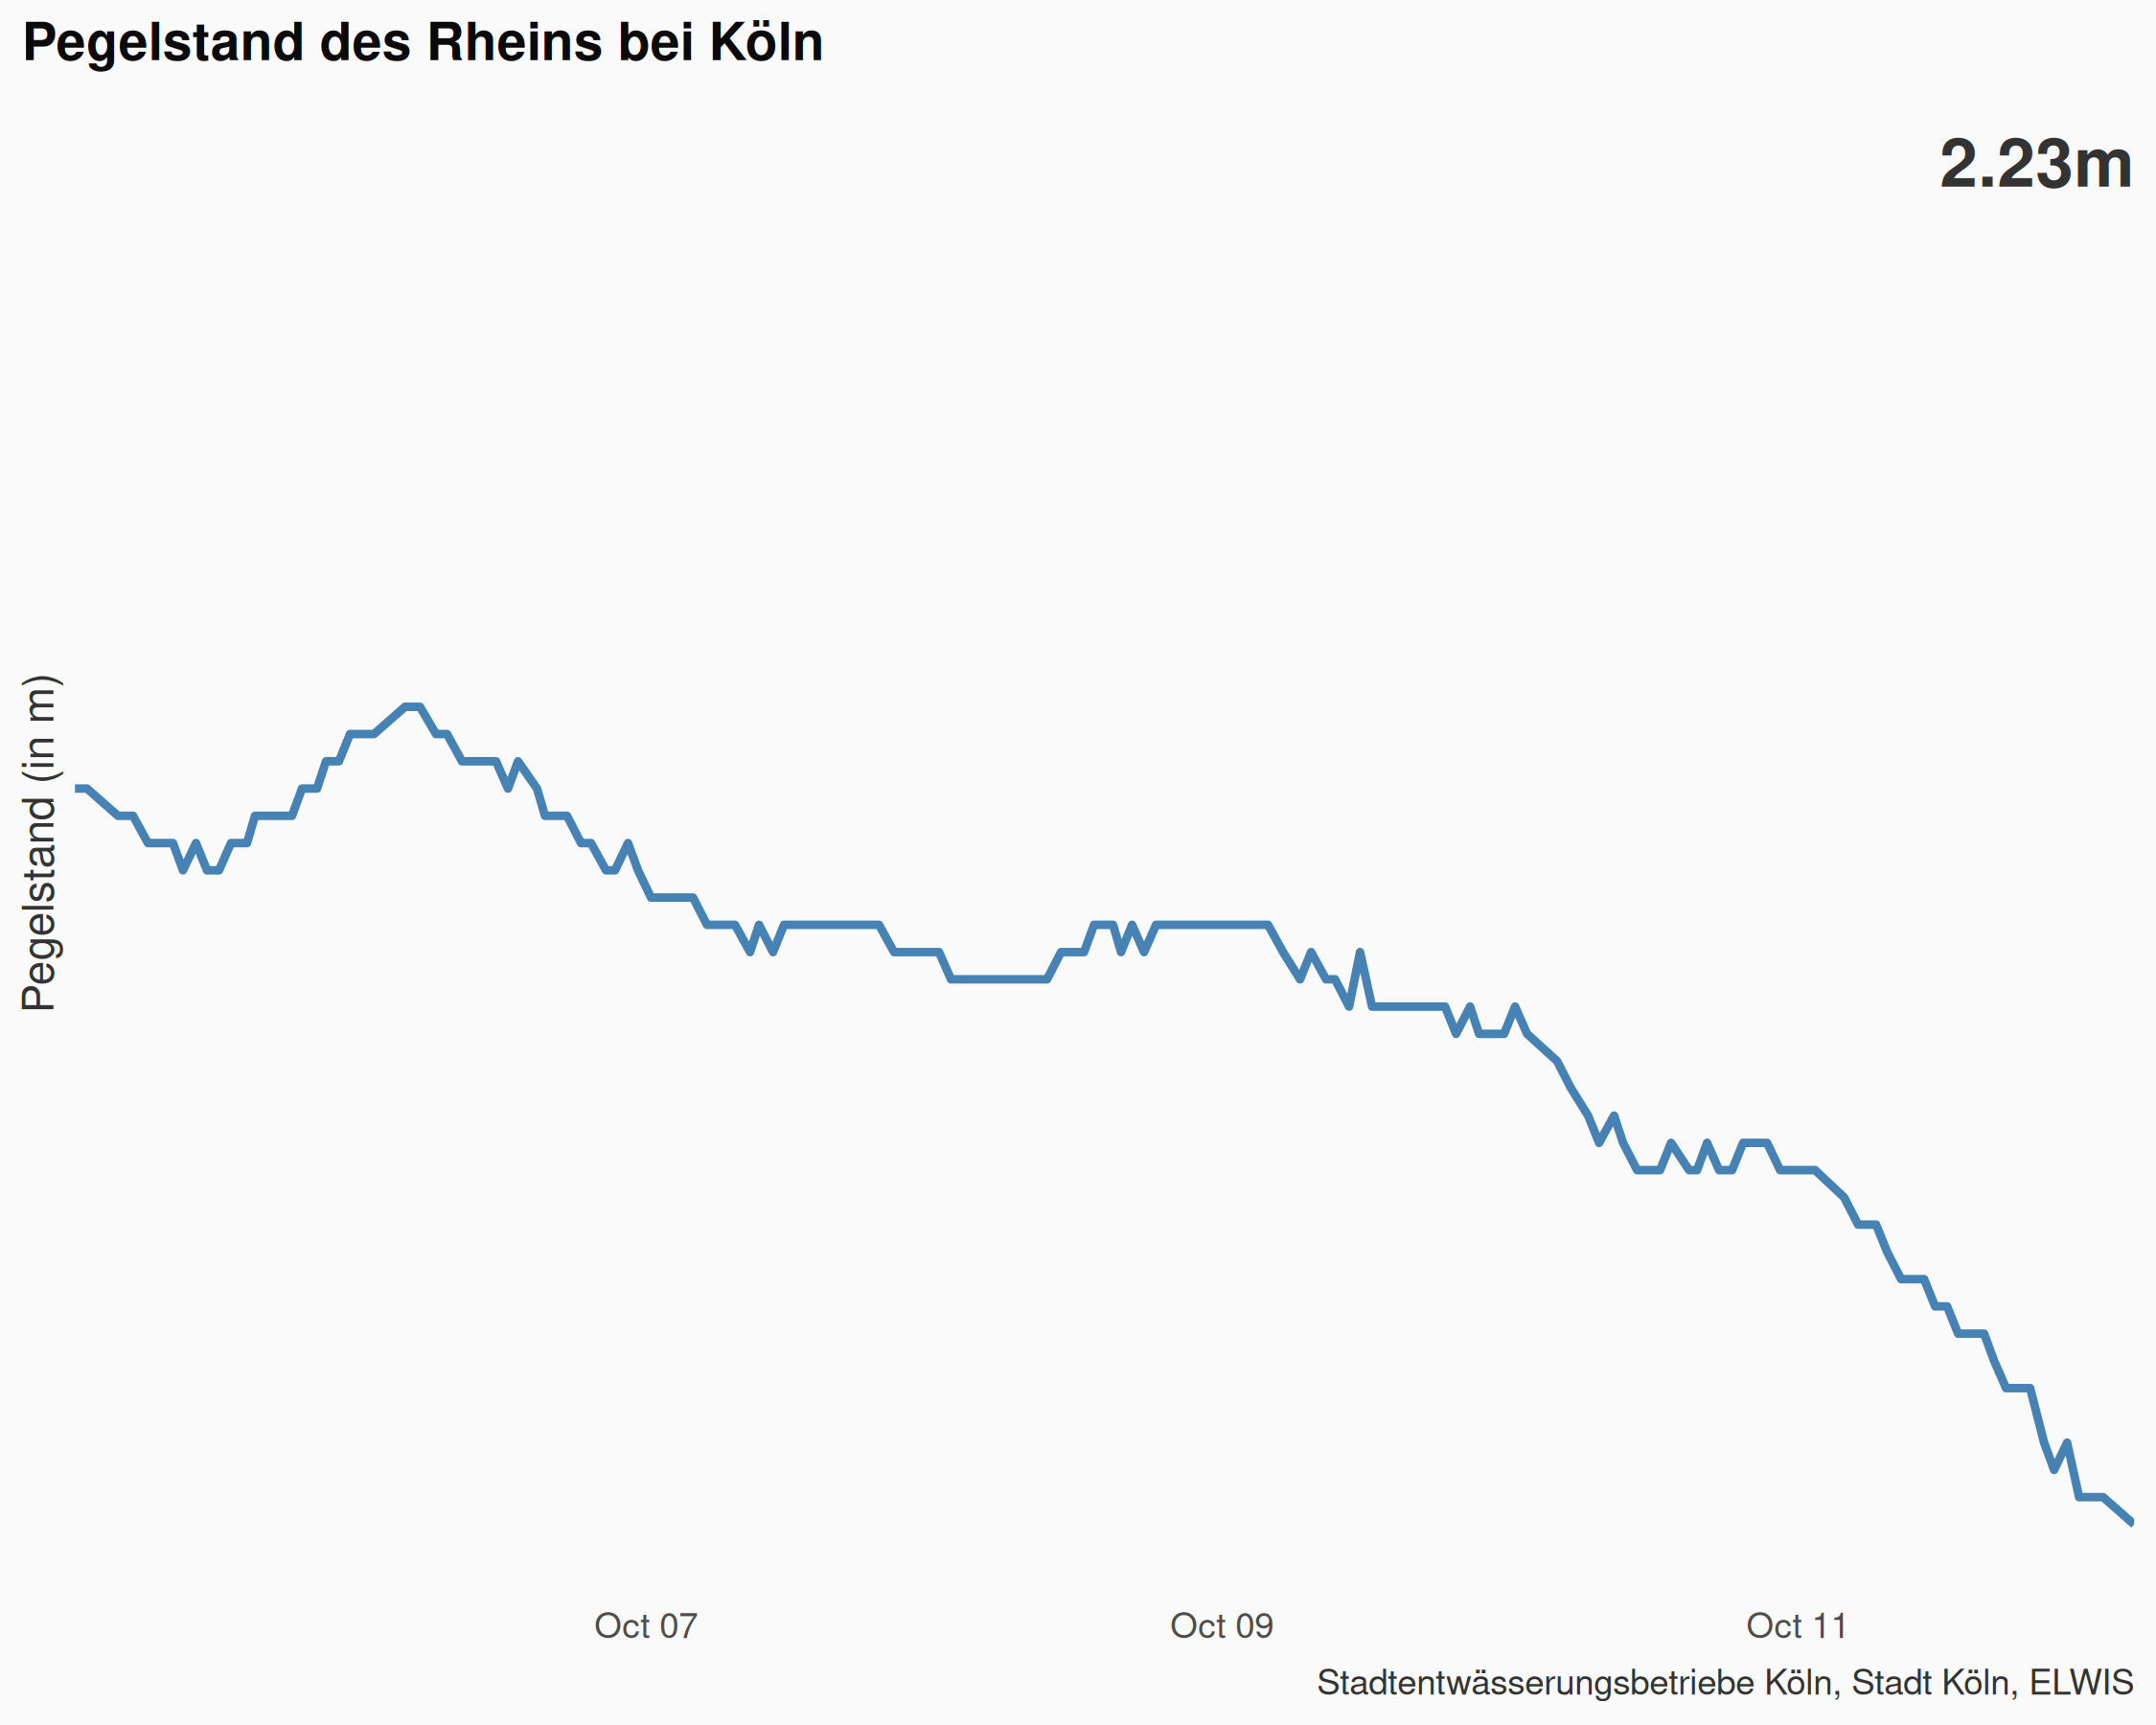 Pegelstand des Rheins bei Köln
2.23m
Pegelstand (in m)
Oct 07
Oct 09
Oct 11
Stadtentwässerungsbetriebe Köln, Stadt Köln, ELWIS